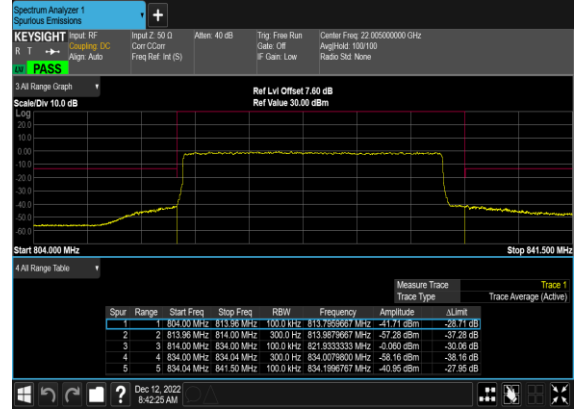 Spectrum Analyzer 1
Spurious Emissions
+
KEYSIGHT Input: RF Input Z: 50 Ω Atten: 40 dB Trig: Free Run Center Freq: 22.005000000 GHz
R T Coupling: DC Corr CCorr Gate: Off Avg|Hold: 100/100
Align: Auto Freq Ref: Int (S) IF Gain: Low Radio Std: None
PASS
3 All Range Graph
Ref Lvl Offset 7.60 dB
Scale/Div 10.0 dB Ref Value 30.00 dBm
Log
20.0
10.0
0.00
-10.0
-20.0
-30.0
-40.0
-50.0
-60.0
Start 804.000 MHz Stop 841.500 MHz
4 All Range Table
Measure Trace Trace 1
Trace Type Trace Average (Active)
Spur Range Start Freq Stop Freq RBW Frequency Amplitude ΔLimit
1 1 804.00 MHz 813.96 MHz 100.0 kHz 813.7959667 MHz -41.71 dBm -28.71 dB
2 2 813.96 MHz 814.00 MHz 300.0 Hz 813.9879667 MHz -57.28 dBm -37.28 dB
3 3 814.00 MHz 834.00 MHz 100.0 kHz 821.9333333 MHz -0.060 dBm -30.06 dB
4 4 834.00 MHz 834.04 MHz 300.0 Hz 834.0079800 MHz -58.16 dBm -38.16 dB
5 5 834.04 MHz 841.50 MHz 100.0 kHz 834.1996767 MHz -40.95 dBm -27.95 dB
?
Dec 12, 2022
8:42:25 AM